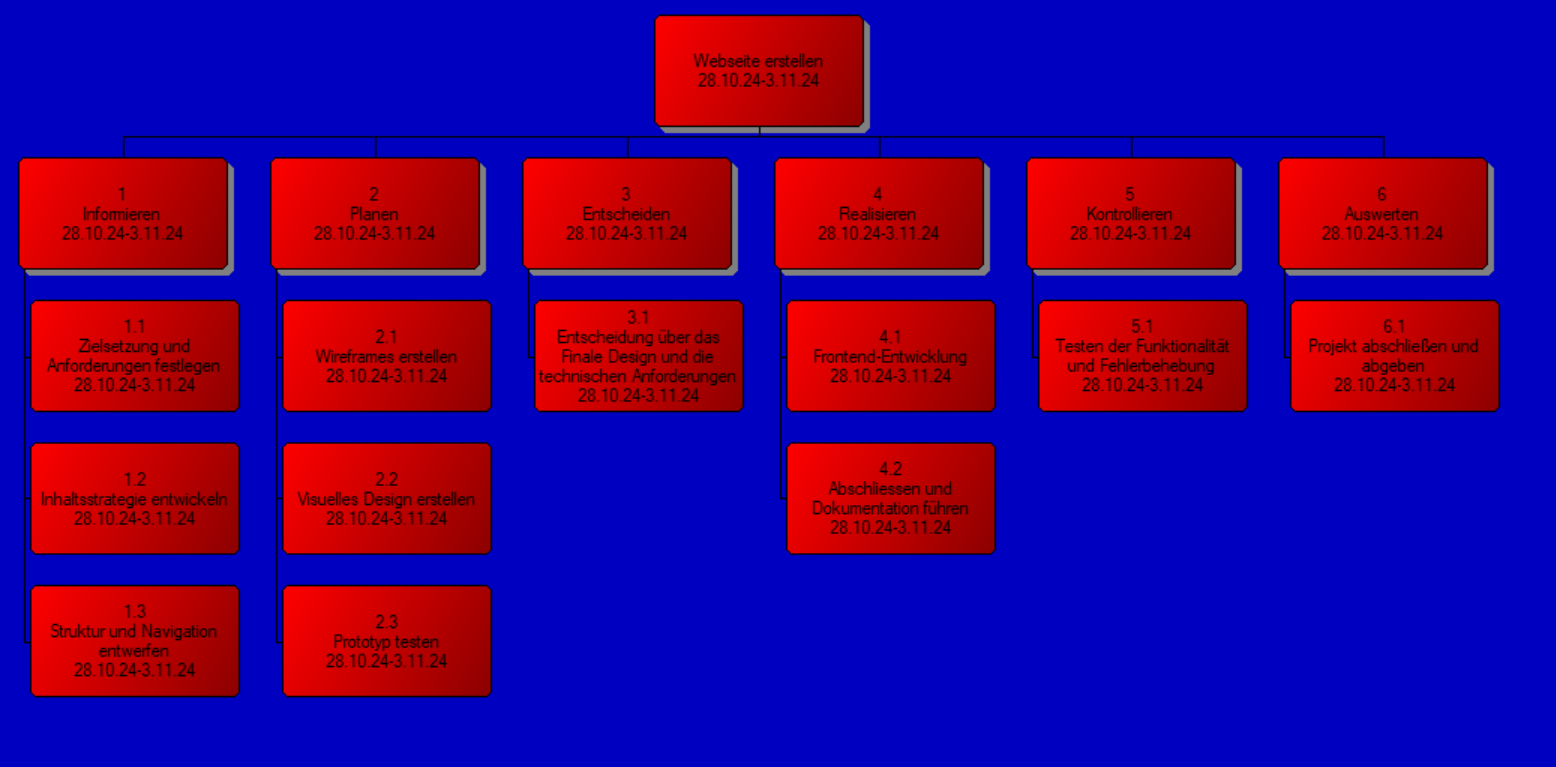 Webseite erstellen
28.10.24-3.11.24
1
Informieren
28.10.24-3.11.24
2
Planen
28.10.24-3.11.24
3
Entscheiden
28.10.24-3.11.24
4
Realisieren
28.10.24-3.11.24
5
Kontrollieren
28.10.24-3.11.24
6
Auswerten
28.10.24-3.11.24
1.1
Zielsetzung und
Anforderungen festlegen
28.10.24-3.11.24
2.1
Wireframes erstellen
28.10.24-3.11.24
3.1
Entscheidung über das
Finale Design und die
technischen Anforderungen
28.10.24-3.11.24
4.1
Frontend-Entwicklung
28.10.24-3.11.24
5.1
Testen der Funktionalität
und Fehlerbehebung
28.10.24-3.11.24
6.1
Projekt abschließen und
abgeben
28.10.24-3.11.24
1.2
Inhaltsstrategie entwickeln
28.10.24-3.11.24
2.2
Visuelles Design erstellen
28.10.24-3.11.24
4.2
Abschliessen und
Dokumentation führen
28.10.24-3.11.24
1.3
Struktur und Navigation
entwerfen
28.10.24-3.11.24
2.3
Prototyp testen
28.10.24-3.11.24